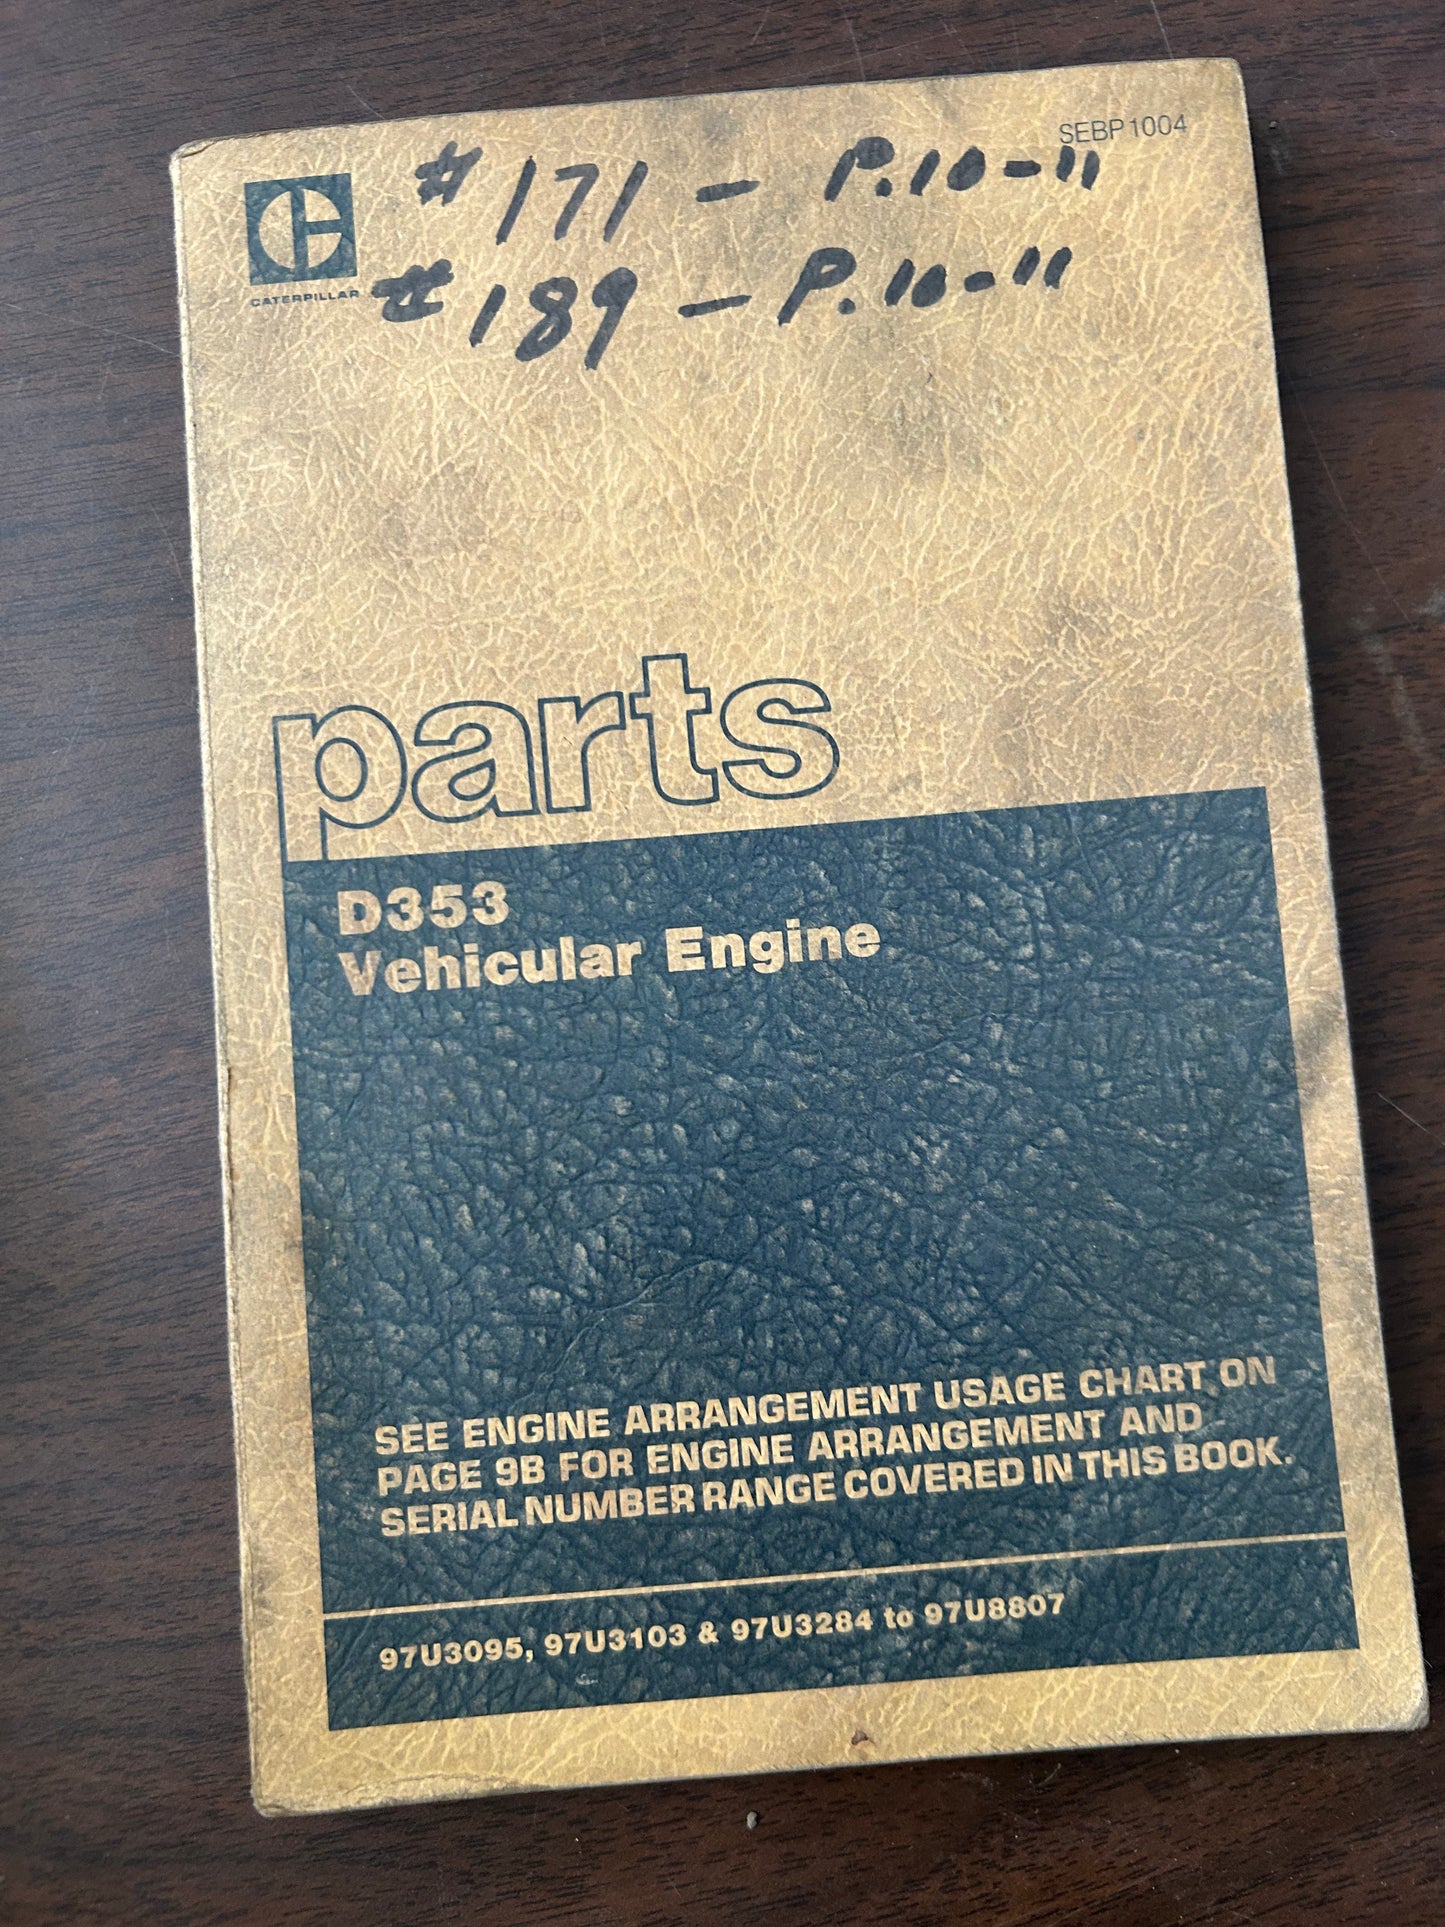 SEBP1004
# 171 - P.10-11
CATERPILLAR
# 189 - P.10-11
parts
D353
Vehicular Engine
SEE ENGINE ARRANGEMENT USAGE CHART ON
PAGE 9B FOR ENGINE ARRANGEMENT AND
SERIAL NUMBER RANGE COVERED IN THIS BOOK.
97U3095, 97U3103 & 97U3284 to 97U8807